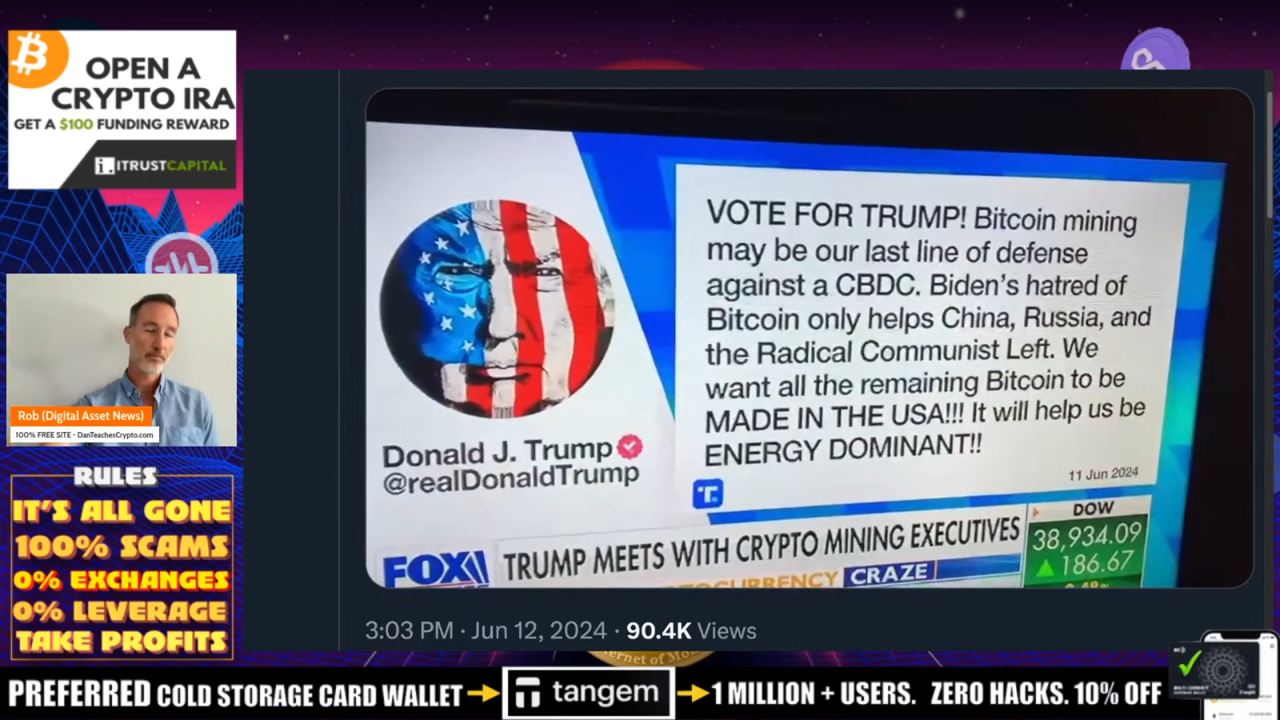 OPEN A
CRYPTO IRA
GET A $100 FUNDING REWARD
i. ITRUSTCAPITAL
Rob (Digital Asset News)
100% FREE SITE - DanTeachesCrypto.com
RULES
IT'S ALL GONE
100% SCAMS
0% EXCHANGES
0% LEVERAGE
TAKE PROFITS
Donald J. Trump
@realDonaldTrump
VOTE FOR TRUMP! Bitcoin mining
may be our last line of defense
against a CBDC. Biden's hatred of
Bitcoin only helps China, Russia, and
the Radical Communist Left. We
want all the remaining Bitcoin to be
MADE IN THE USA!!! It will help us be
ENERGY DOMINANT!!
11 Jun 2024
FOX
TRUMP MEETS WITH CRYPTO MINING EXECUTIVES
CRAZE
DOW
38,934.09
▲ 186.67
3:03 PM · Jun 12, 2024 · 90.4K Views
PREFERRED COLD STORAGE CARD WALLET → tangem → 1 MILLION + USERS. ZERO HACKS. 10% OFF